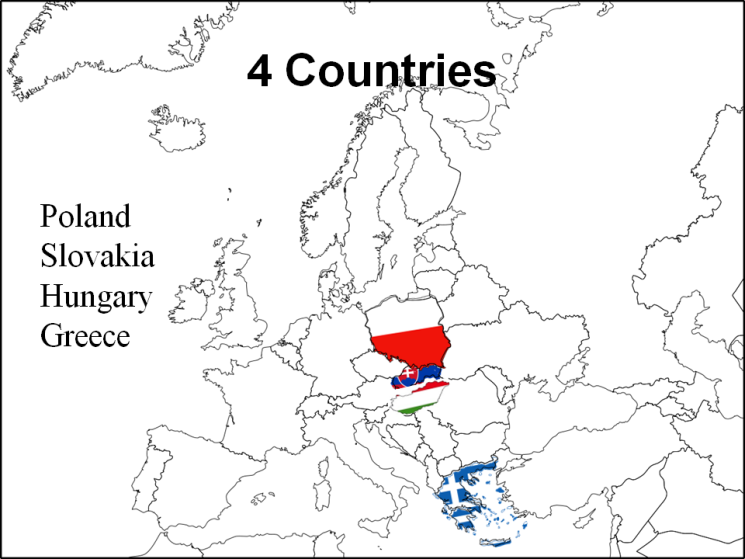 4 Countries
Poland
Slovakia
Hungary
Greece